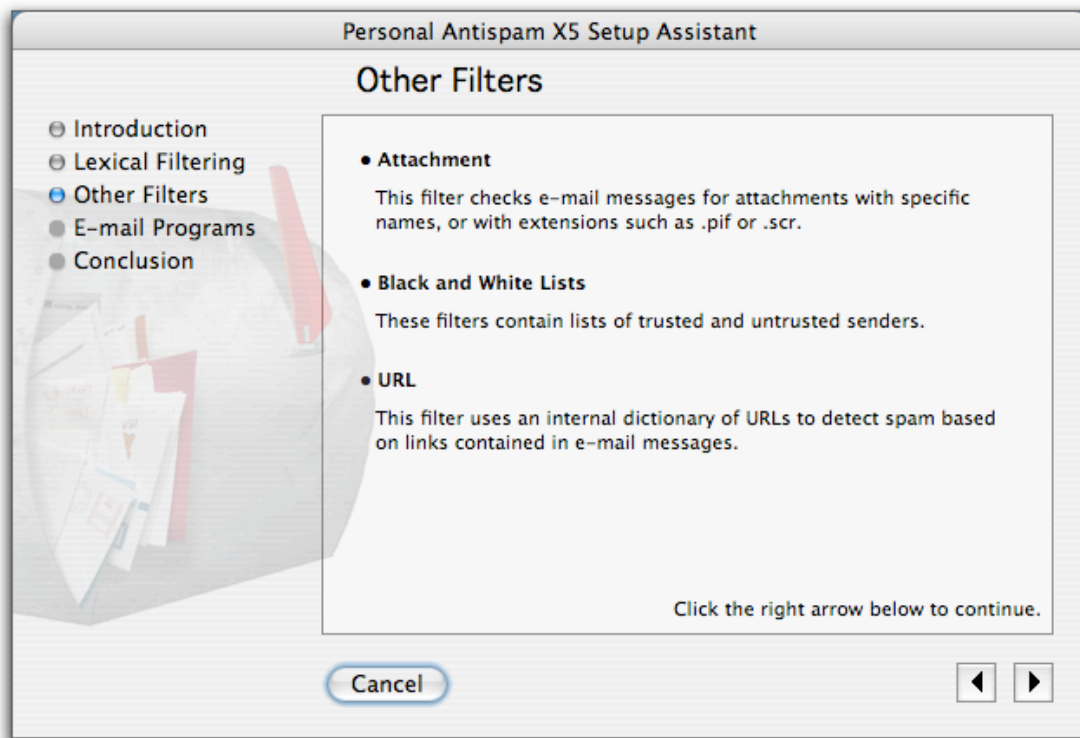 Personal Antispam X5 Setup Assistant
Other Filters
Introduction
Lexical Filtering
Other Filters
E-mail Programs
Conclusion
• Attachment
This filter checks e-mail messages for attachments with specific
names, or with extensions such as .pif or .scr.
• Black and White Lists
These filters contain lists of trusted and untrusted senders.
• URL
This filter uses an internal dictionary of URLs to detect spam based
on links contained in e-mail messages.
Click the right arrow below to continue.
Cancel